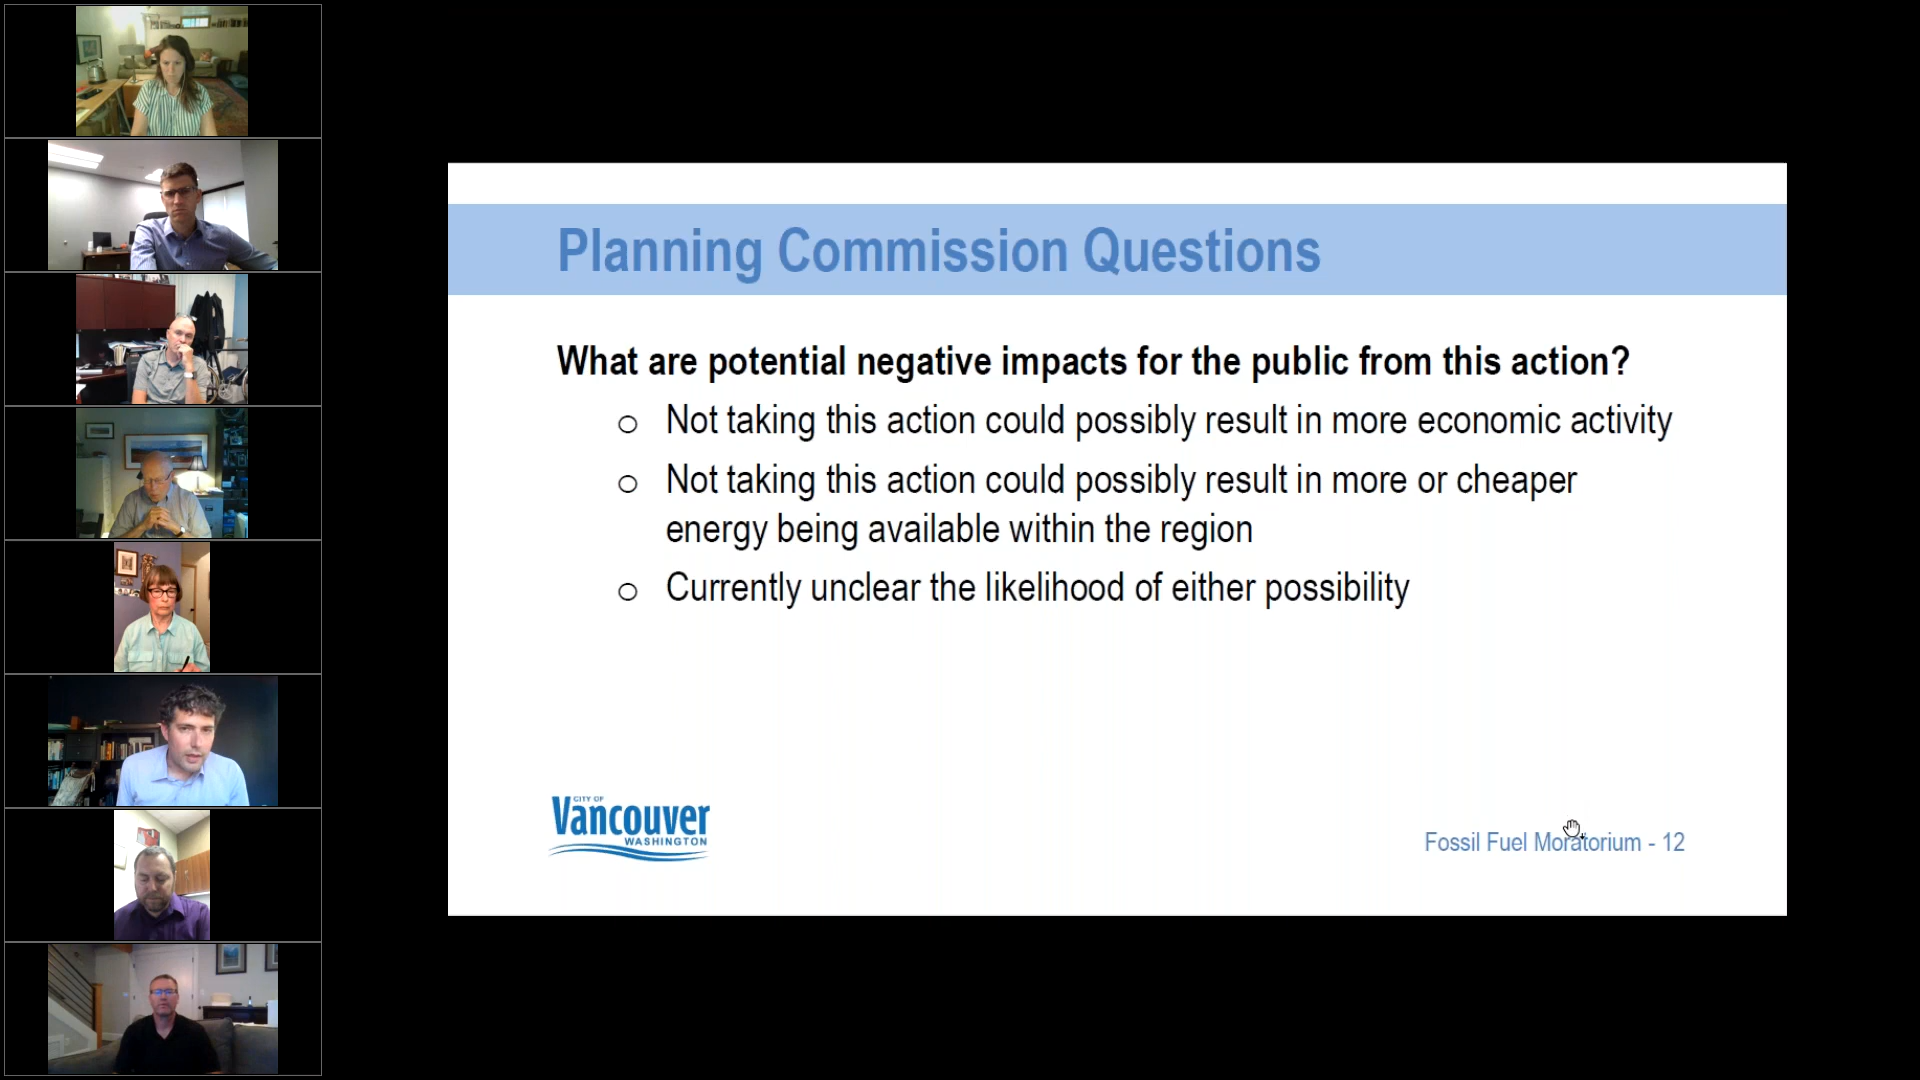 Planning Commission Questions
What are potential negative impacts for the public from this action?
o Not taking this action could possibly result in more economic activity
o Not taking this action could possibly result in more or cheaper
energy being available within the region
o Currently unclear the likelihood of either possibility
CITY OF
Vancouver
WASHINGTON
Fossil Fuel Moratorium - 12